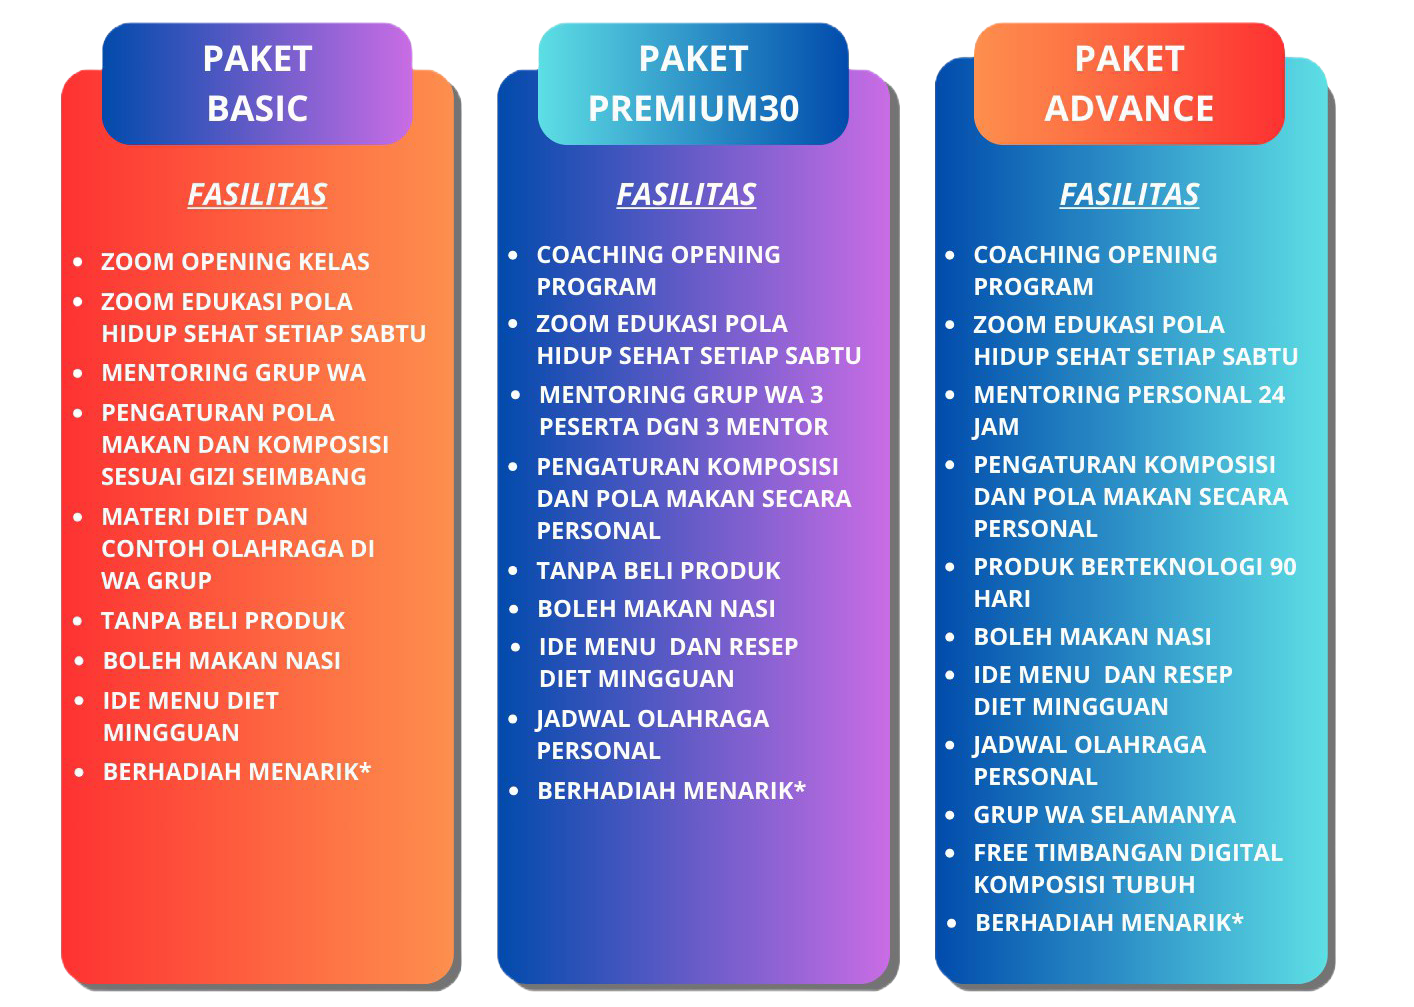 PAKET
BASIC
FASILITAS
• ZOOM OPENING KELAS
• ZOOM EDUKASI POLA
HIDUP SEHAT SETIAP SABTU
• MENTORING GRUP WA
• PENGATURAN POLA
MAKAN DAN KOMPOSISI
SESUAI GIZI SEIMBANG
• MATERI DIET DAN
CONTOH OLAHRAGA DI
WA GRUP
• TANPA BELI PRODUK
• BOLEH MAKAN NASI
• IDE MENU DIET
MINGGUAN
• BERHADIAH MENARIK*
PAKET
PREMIUM30
FASILITAS
• COACHING OPENING
PROGRAM
• ZOOM EDUKASI POLA
HIDUP SEHAT SETIAP SABTU
• MENTORING GRUP WA 3
PESERTA DGN 3 MENTOR
• PENGATURAN KOMPOSISI
DAN POLA MAKAN SECARA
PERSONAL
• TANPA BELI PRODUK
• BOLEH MAKAN NASI
• IDE MENU  DAN RESEP
DIET MINGGUAN
• JADWAL OLAHRAGA
PERSONAL
• BERHADIAH MENARIK*
PAKET
ADVANCE
FASILITAS
• COACHING OPENING
PROGRAM
• ZOOM EDUKASI POLA
HIDUP SEHAT SETIAP SABTU
• MENTORING PERSONAL 24
JAM
• PENGATURAN KOMPOSISI
DAN POLA MAKAN SECARA
PERSONAL
• PRODUK BERTEKNOLOGI 90
HARI
• BOLEH MAKAN NASI
• IDE MENU  DAN RESEP
DIET MINGGUAN
• JADWAL OLAHRAGA
PERSONAL
• GRUP WA SELAMANYA
• FREE TIMBANGAN DIGITAL
KOMPOSISI TUBUH
• BERHADIAH MENARIK*